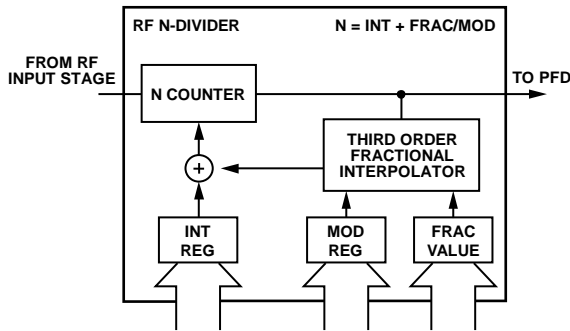 RF N-DIVIDER
N = INT + FRAC/MOD
FROM RF
INPUT STAGE
N COUNTER
TO PFD
THIRD ORDER
FRACTIONAL
INTERPOLATOR
+
INT
REG
MOD
REG
FRAC
VALUE